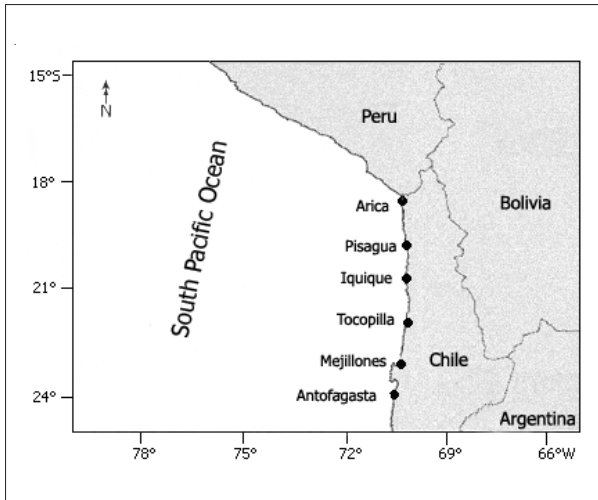 15°S
N
Peru
South Pacific Ocean
18°
Arica
Bolivia
Pisagua
Iquique
21°
Tocopilla
Mejillones
Chile
24°
Antofagasta
Argentina
78°
75°
72°
69°
66°W